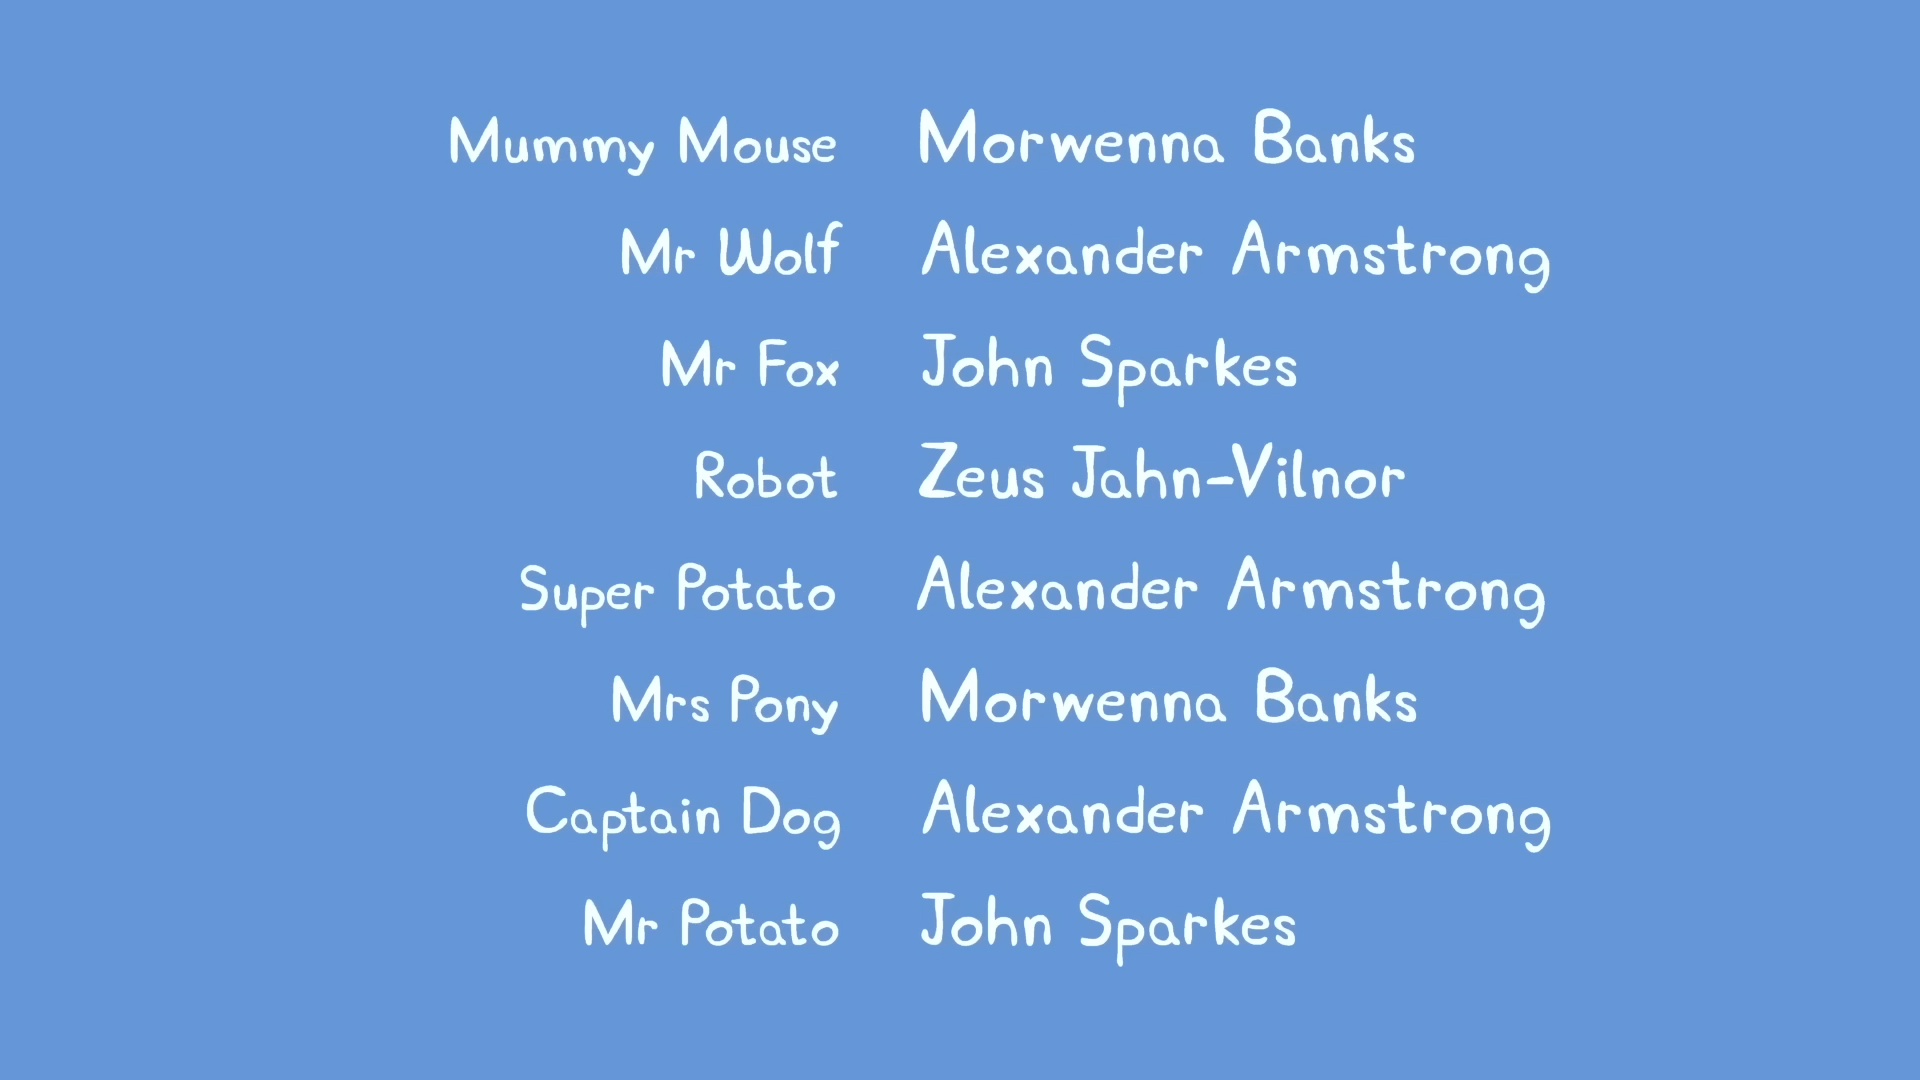 Mummy Mouse Morwenna Banks
Mr Wolf Alexander Armstrong
Mr Fox John Sparkes
Robot Zeus Jahn-Vilnor
Super Potato Alexander Armstrong
Mrs Pony Morwenna Banks
Captain Dog Alexander Armstrong
Mr Potato John Sparkes